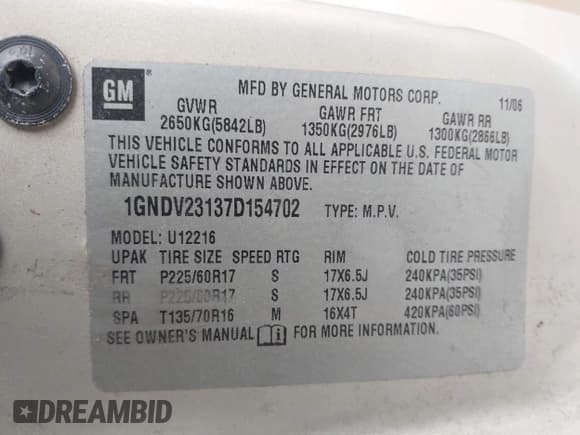 GM ®
MFD BY GENERAL MOTORS CORP. 11/06
GVWR GAWR FRT GAWR RR
2650KG(5842LB) 1350KG(2976LB) 1300KG(2866LB)
THIS VEHICLE CONFORMS TO ALL APPLICABLE U.S. FEDERAL MOTOR
VEHICLE SAFETY STANDARDS IN EFFECT ON THE DATE OF
MANUFACTURE SHOWN ABOVE.
1GNDV23137D154702 TYPE: M.P.V.
MODEL: U12216
UPAK TIRE SIZE SPEED RTG RIM COLD TIRE PRESSURE
FRT P225/60R17 S 17X6.5J 240KPA(35PSI)
RR P225/60R17 S 17X6.5J 240KPA(35PSI)
SPA T135/70R16 M 16X4T 420KPA(60PSI)
SEE OWNER'S MANUAL FOR MORE INFORMATION.
DREAMBID